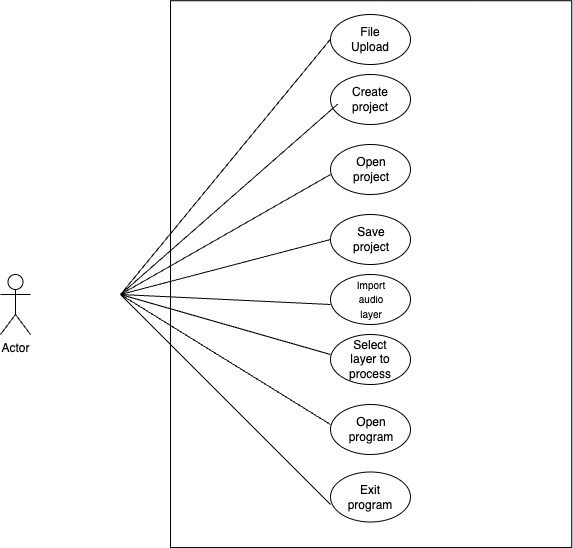 File
Upload
Create
project
Open
project
Save
project
Import
audio
layer
Select
layer to
process
Open
program
Exit
program
Actor